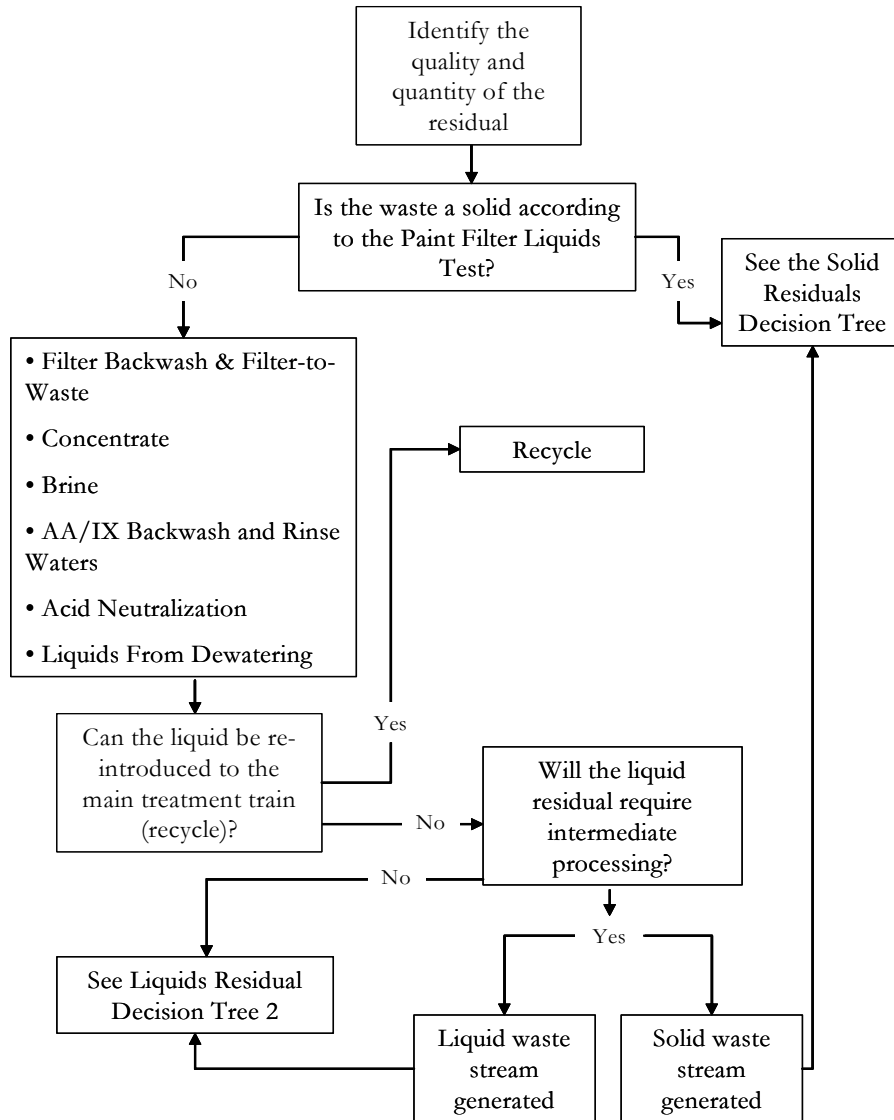 Identify the
quality and
quantity of the
residual
Is the waste a solid according
to the Paint Filter Liquids
Test?
No
Yes
See the Solid
Residuals
Decision Tree
• Filter Backwash & Filter-to-
Waste
• Concentrate
• Brine
• AA/IX Backwash and Rinse
Waters
• Acid Neutralization
• Liquids From Dewatering
Recycle
Yes
Can the liquid be re-
introduced to the
main treatment train
(recycle)?
No
Will the liquid
residual require
intermediate
processing?
No
Yes
See Liquids Residual
Decision Tree 2
Liquid waste
stream
generated
Solid waste
stream
generated